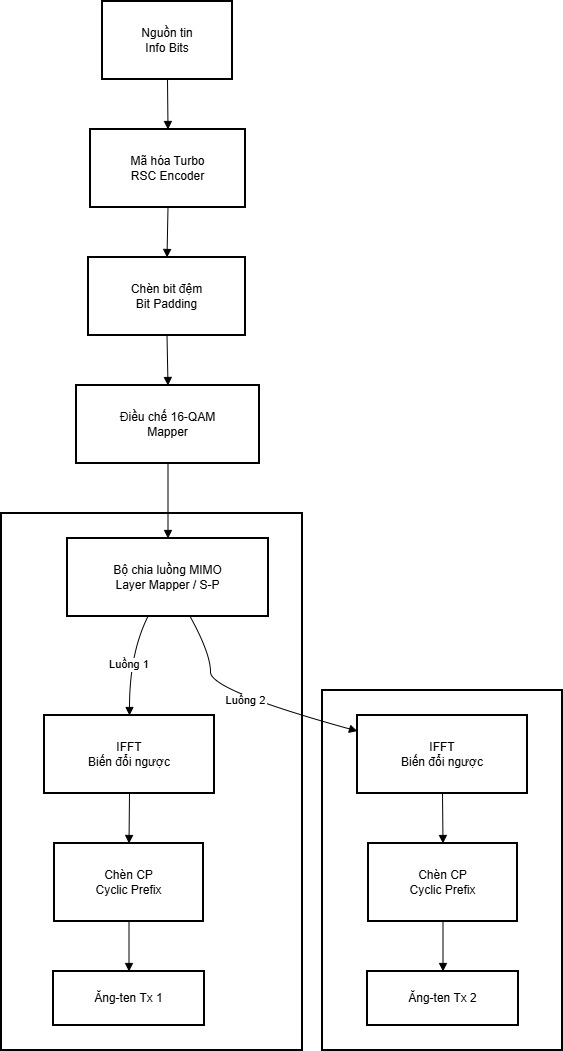 Nguồn tin
Info Bits
Mã hóa Turbo
RSC Encoder
Chèn bit đệm
Bit Padding
Điều chế 16-QAM
Mapper
Bộ chia luồng MIMO
Layer Mapper / S-P
Luồng 1
Luồng 2
IFFT
Biến đổi ngược
Chèn CP
Cyclic Prefix
Ăng-ten Tx 1
IFFT
Biến đổi ngược
Chèn CP
Cyclic Prefix
Ăng-ten Tx 2